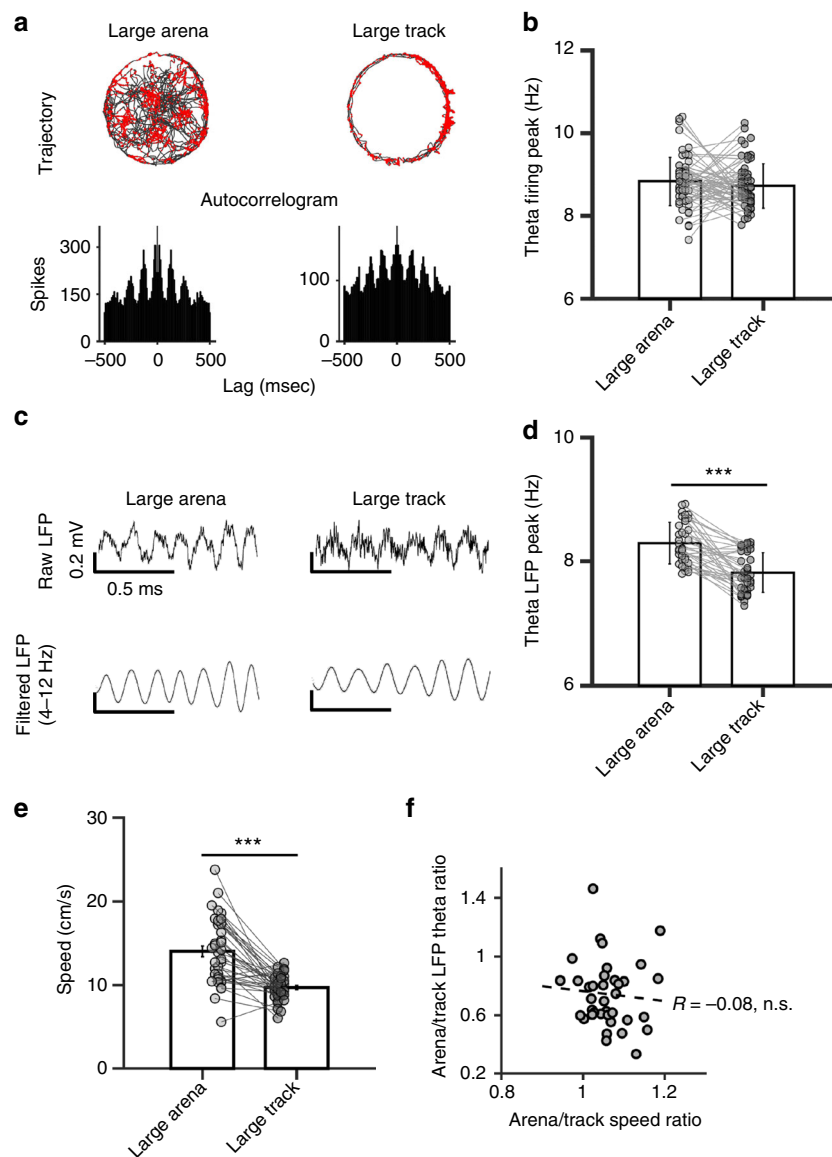 a
Large arena
Large track
Trajectory
Autocorrelogram
Spikes
300
150
0
100
0
–500
0
500
–500
0
500
Lag (msec)
b
Theta firing peak (Hz)
12
10
8
6
Large arena
Large track
c
Large arena
Large track
Raw LFP
0.2 mV
0.5 ms
Filtered LFP
(4–12 Hz)
d
Theta LFP peak (Hz)
10
8
6
***
Large arena
Large track
e
Speed (cm/s)
30
20
10
0
***
Large arena
Large track
f
Arena/track LFP theta ratio
1.4
1
0.6
0.2
R = –0.08, n.s.
0.8
1
1.2
Arena/track speed ratio